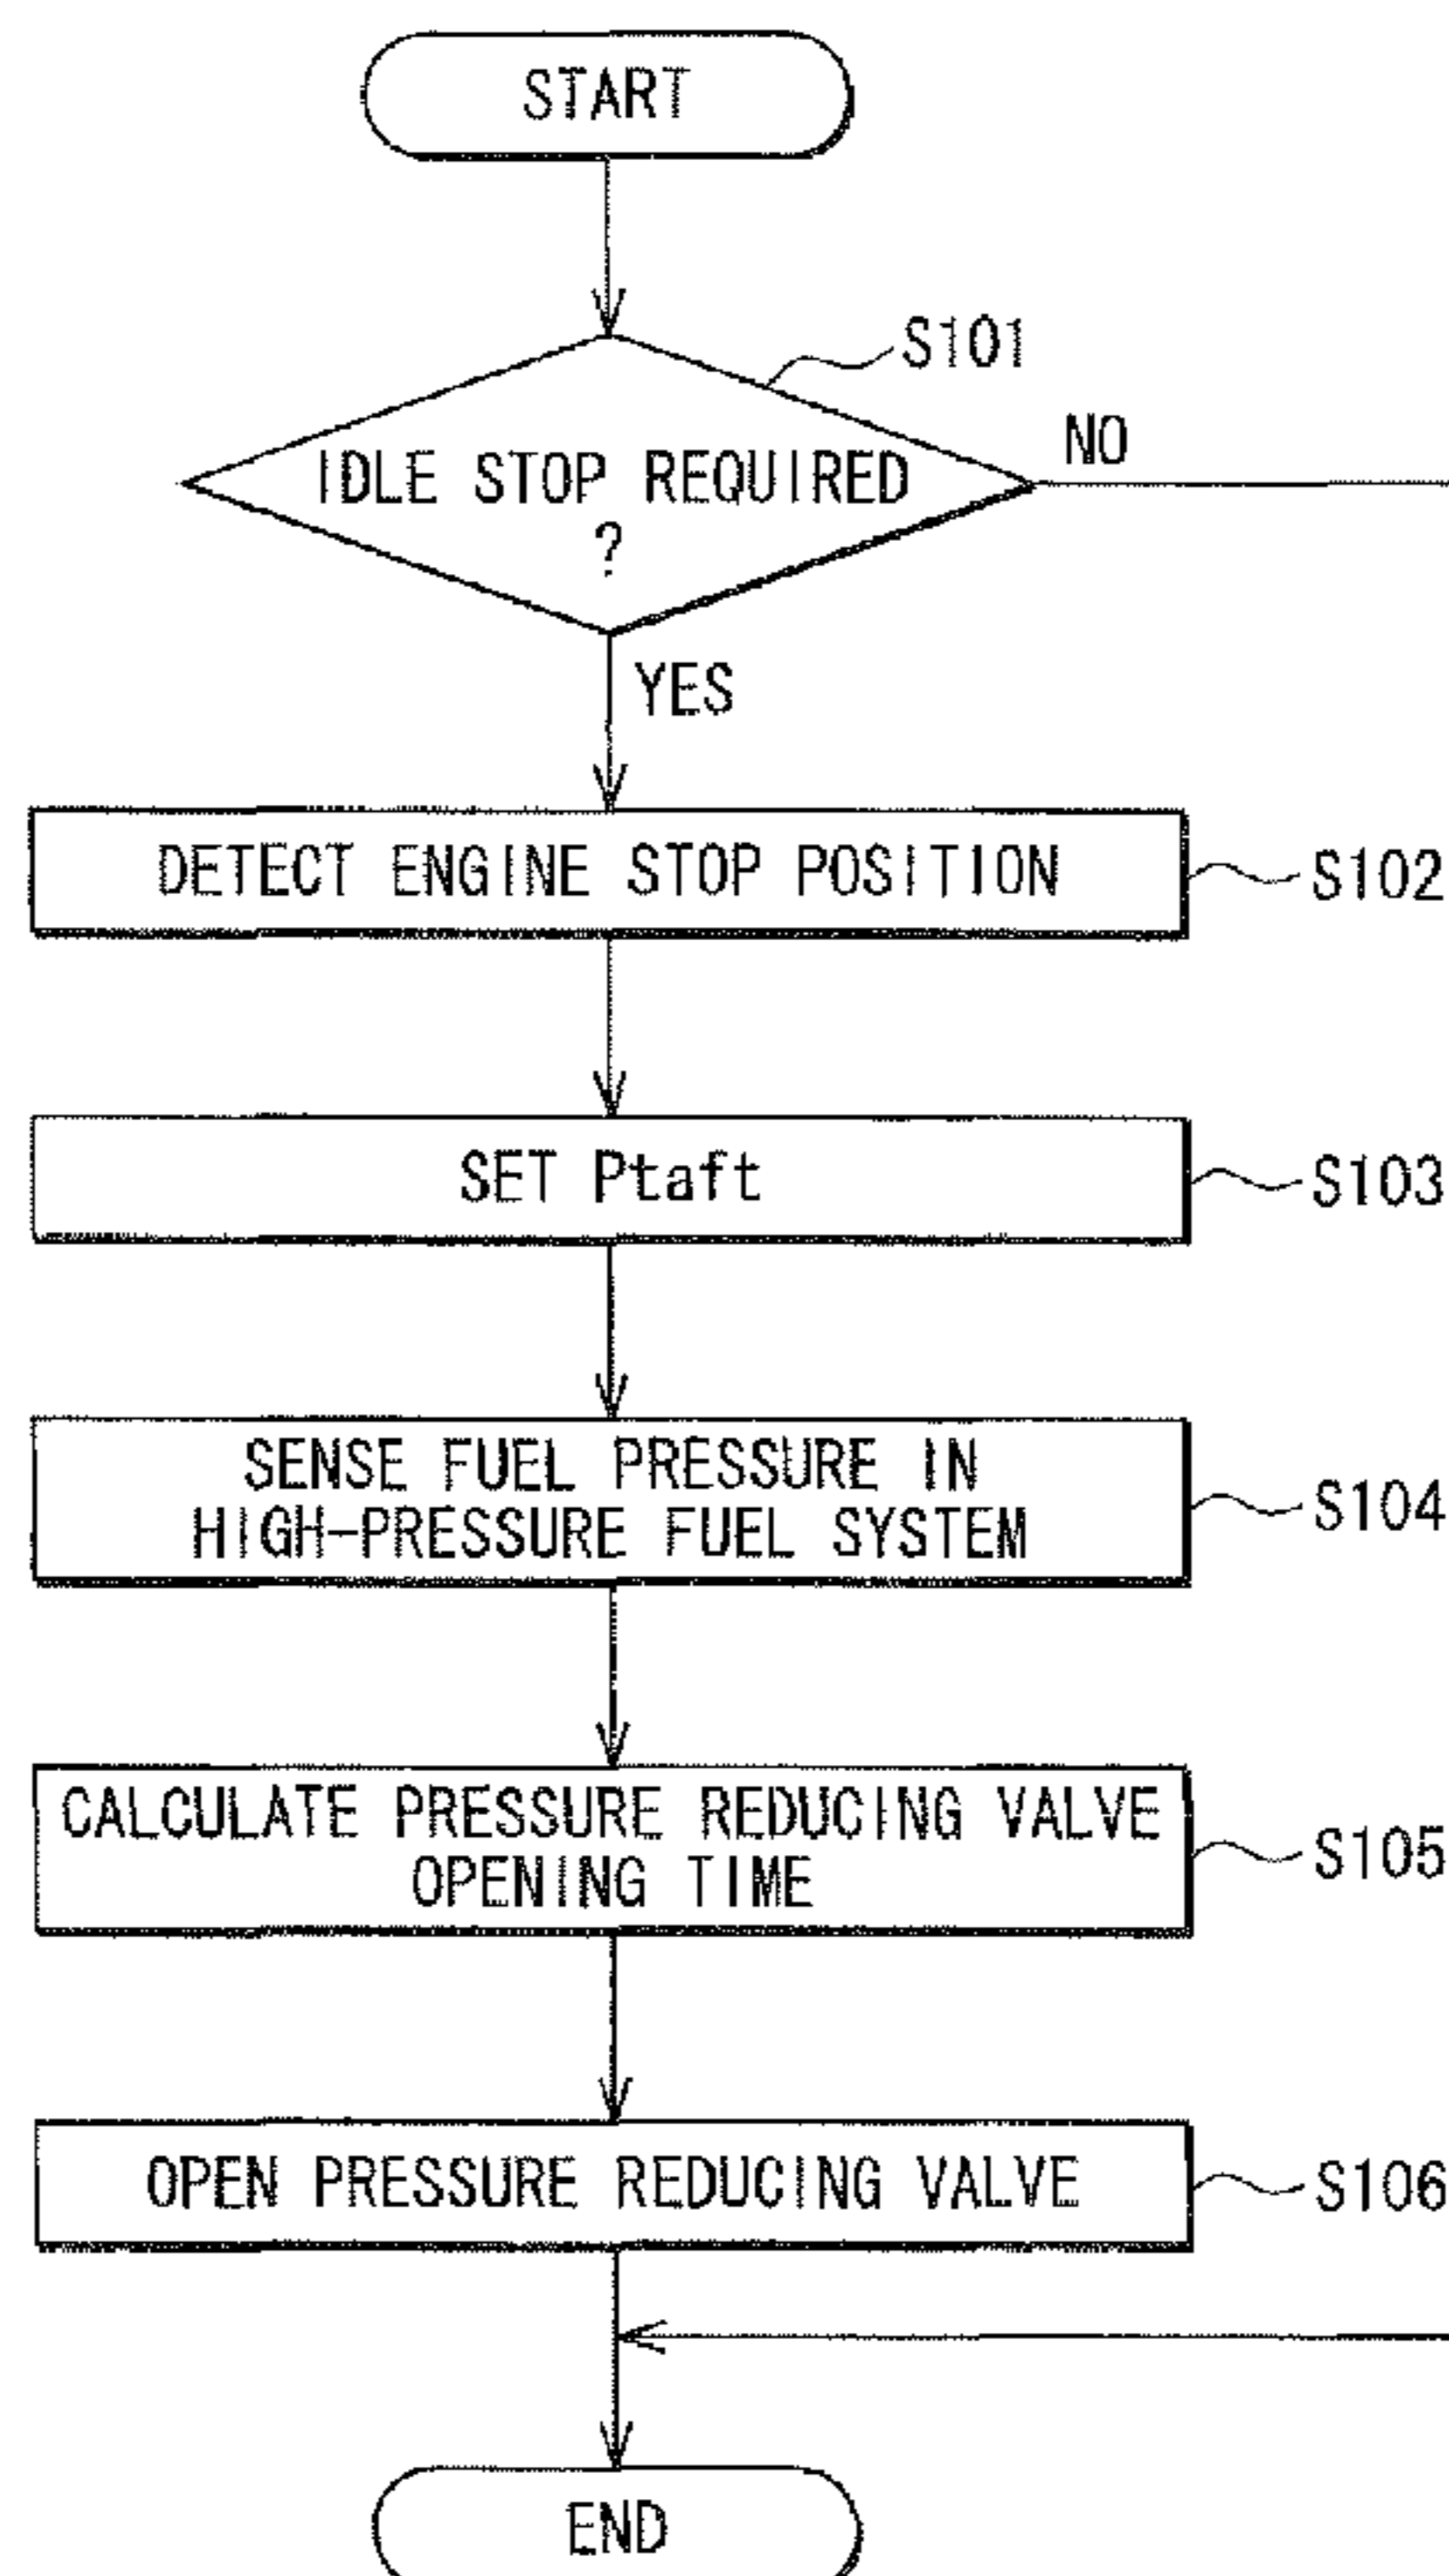 START
S101
NO
IDLE STOP REQUIRED
?
YES
DETECT ENGINE STOP POSITION
S102
SET Ptaft
S103
SENSE FUEL PRESSURE IN
HIGH-PRESSURE FUEL SYSTEM
S104
CALCULATE PRESSURE REDUCING VALVE
OPENING TIME
S105
OPEN PRESSURE REDUCING VALVE
S106
END